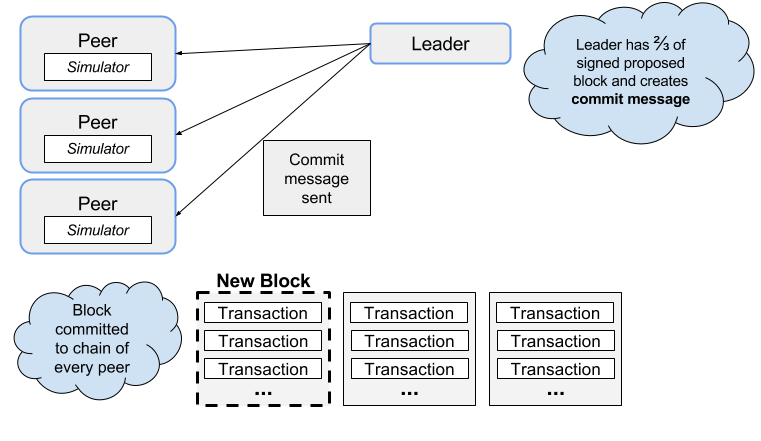 Peer
Simulator
Peer
Simulator
Peer
Simulator
Leader
Leader has ⅔ of
signed proposed
block and creates
commit message
Commit
message
sent
Block
committed
to chain of
every peer
New Block
Transaction
Transaction
Transaction
...
Transaction
Transaction
Transaction
...
Transaction
Transaction
Transaction
...